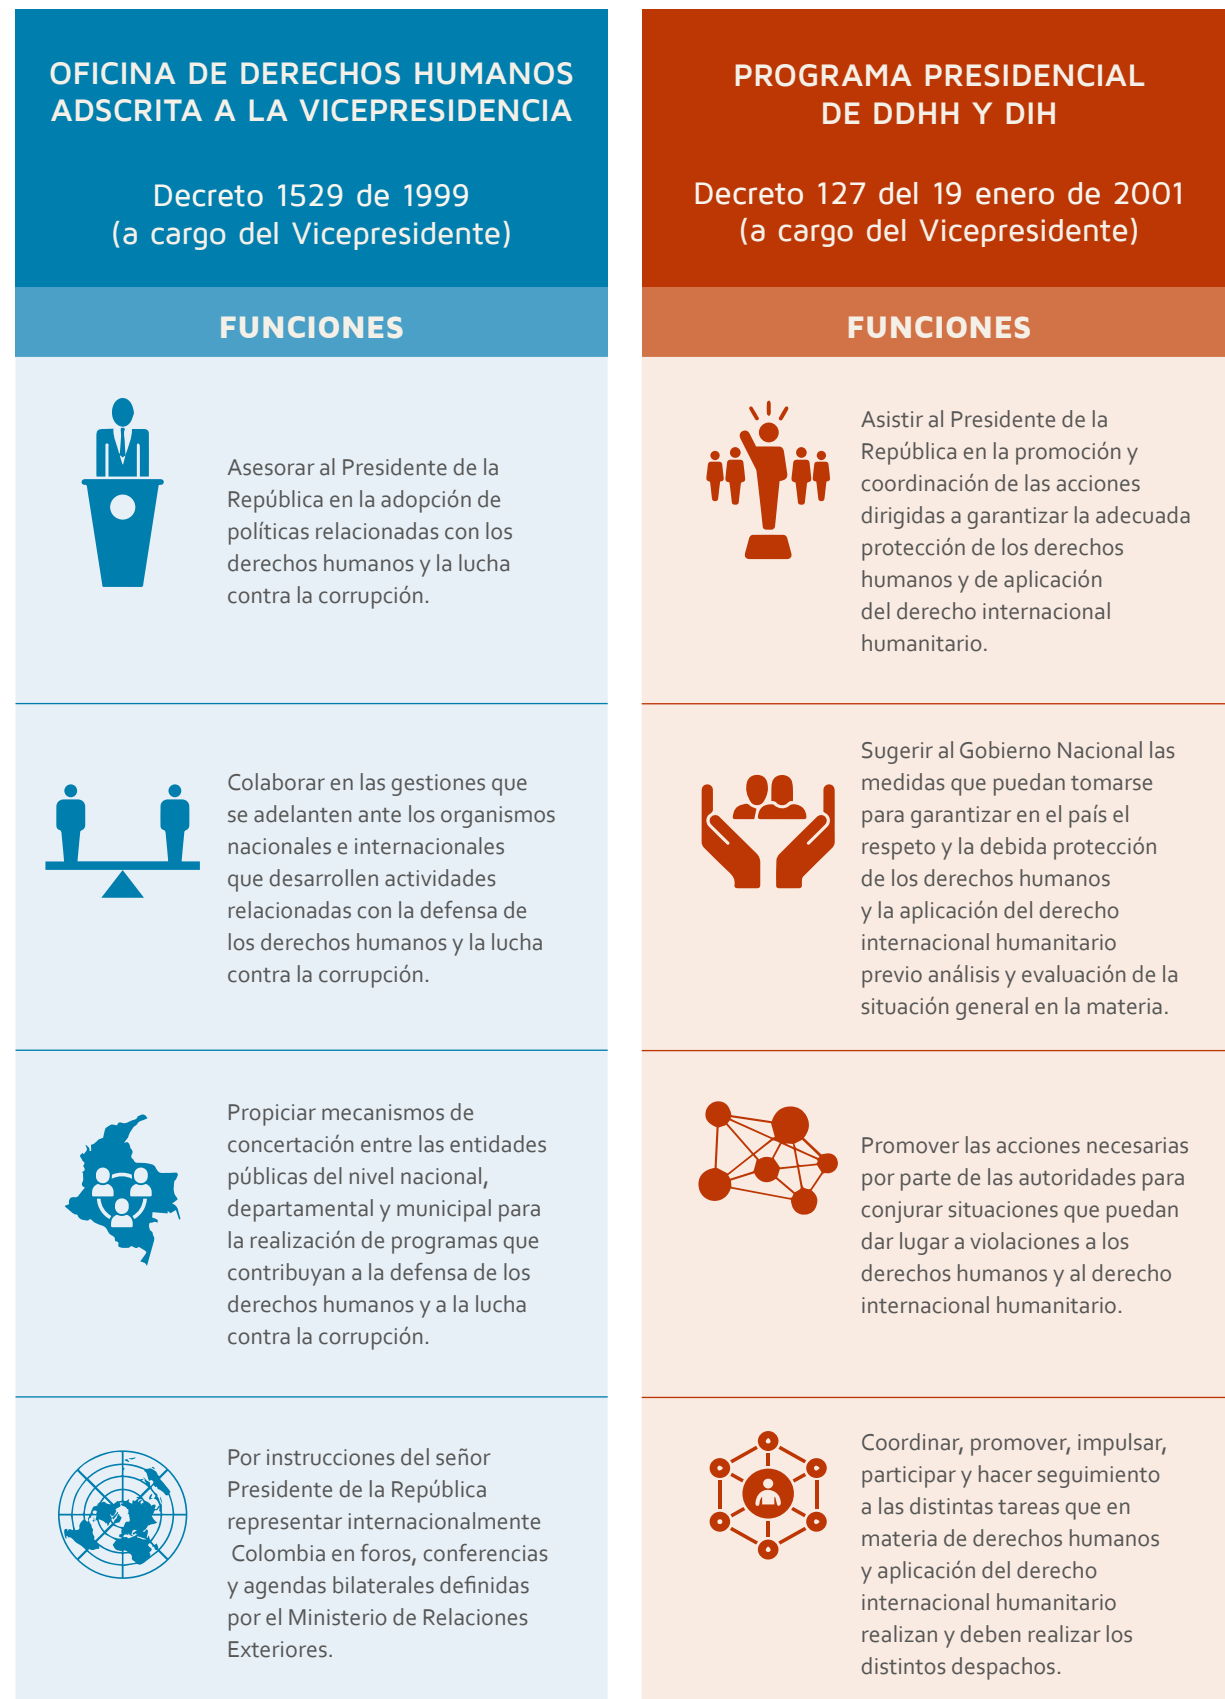 OFICINA DE DERECHOS HUMANOS
ADSCRITA A LA VICEPRESIDENCIA
Decreto 1529 de 1999
(a cargo del Vicepresidente)
FUNCIONES
Asesorar al Presidente de la
República en la adopción de
políticas relacionadas con los
derechos humanos y la lucha
contra la corrupción.
Colaborar en las gestiones que
se adelanten ante los organismos
nacionales e internacionales
que desarrollen actividades
relacionadas con la defensa de
los derechos humanos y la lucha
contra la corrupción.
Propiciar mecanismos de
concertación entre las entidades
públicas del nivel nacional,
departamental y municipal para
la realización de programas que
contribuyan a la defensa de los
derechos humanos y a la lucha
contra la corrupción.
Por instrucciones del señor
Presidente de la República
representar internacionalmente
Colombia en foros, conferencias
y agendas bilaterales definidas
por el Ministerio de Relaciones
Exteriores.
PROGRAMA PRESIDENCIAL
DE DDHH Y DIH
Decreto 127 del 19 enero de 2001
(a cargo del Vicepresidente)
FUNCIONES
Asistir al Presidente de la
República en la promoción y
coordinación de las acciones
dirigidas a garantizar la adecuada
protección de los derechos
humanos y de aplicación
del derecho internacional
humanitario.
Sugerir al Gobierno Nacional las
medidas que puedan tomarse
para garantizar en el país el
respeto y la debida protección
de los derechos humanos
y la aplicación del derecho
internacional humanitario
previo análisis y evaluación de la
situación general en la materia.
Promover las acciones necesarias
por parte de las autoridades para
conjurar situaciones que puedan
dar lugar a violaciones a los
derechos humanos y al derecho
internacional humanitario.
Coordinar, promover, impulsar,
participar y hacer seguimiento
a las distintas tareas que en
materia de derechos humanos
y aplicación del derecho
internacional humanitario
realizan y deben realizar los
distintos despachos.